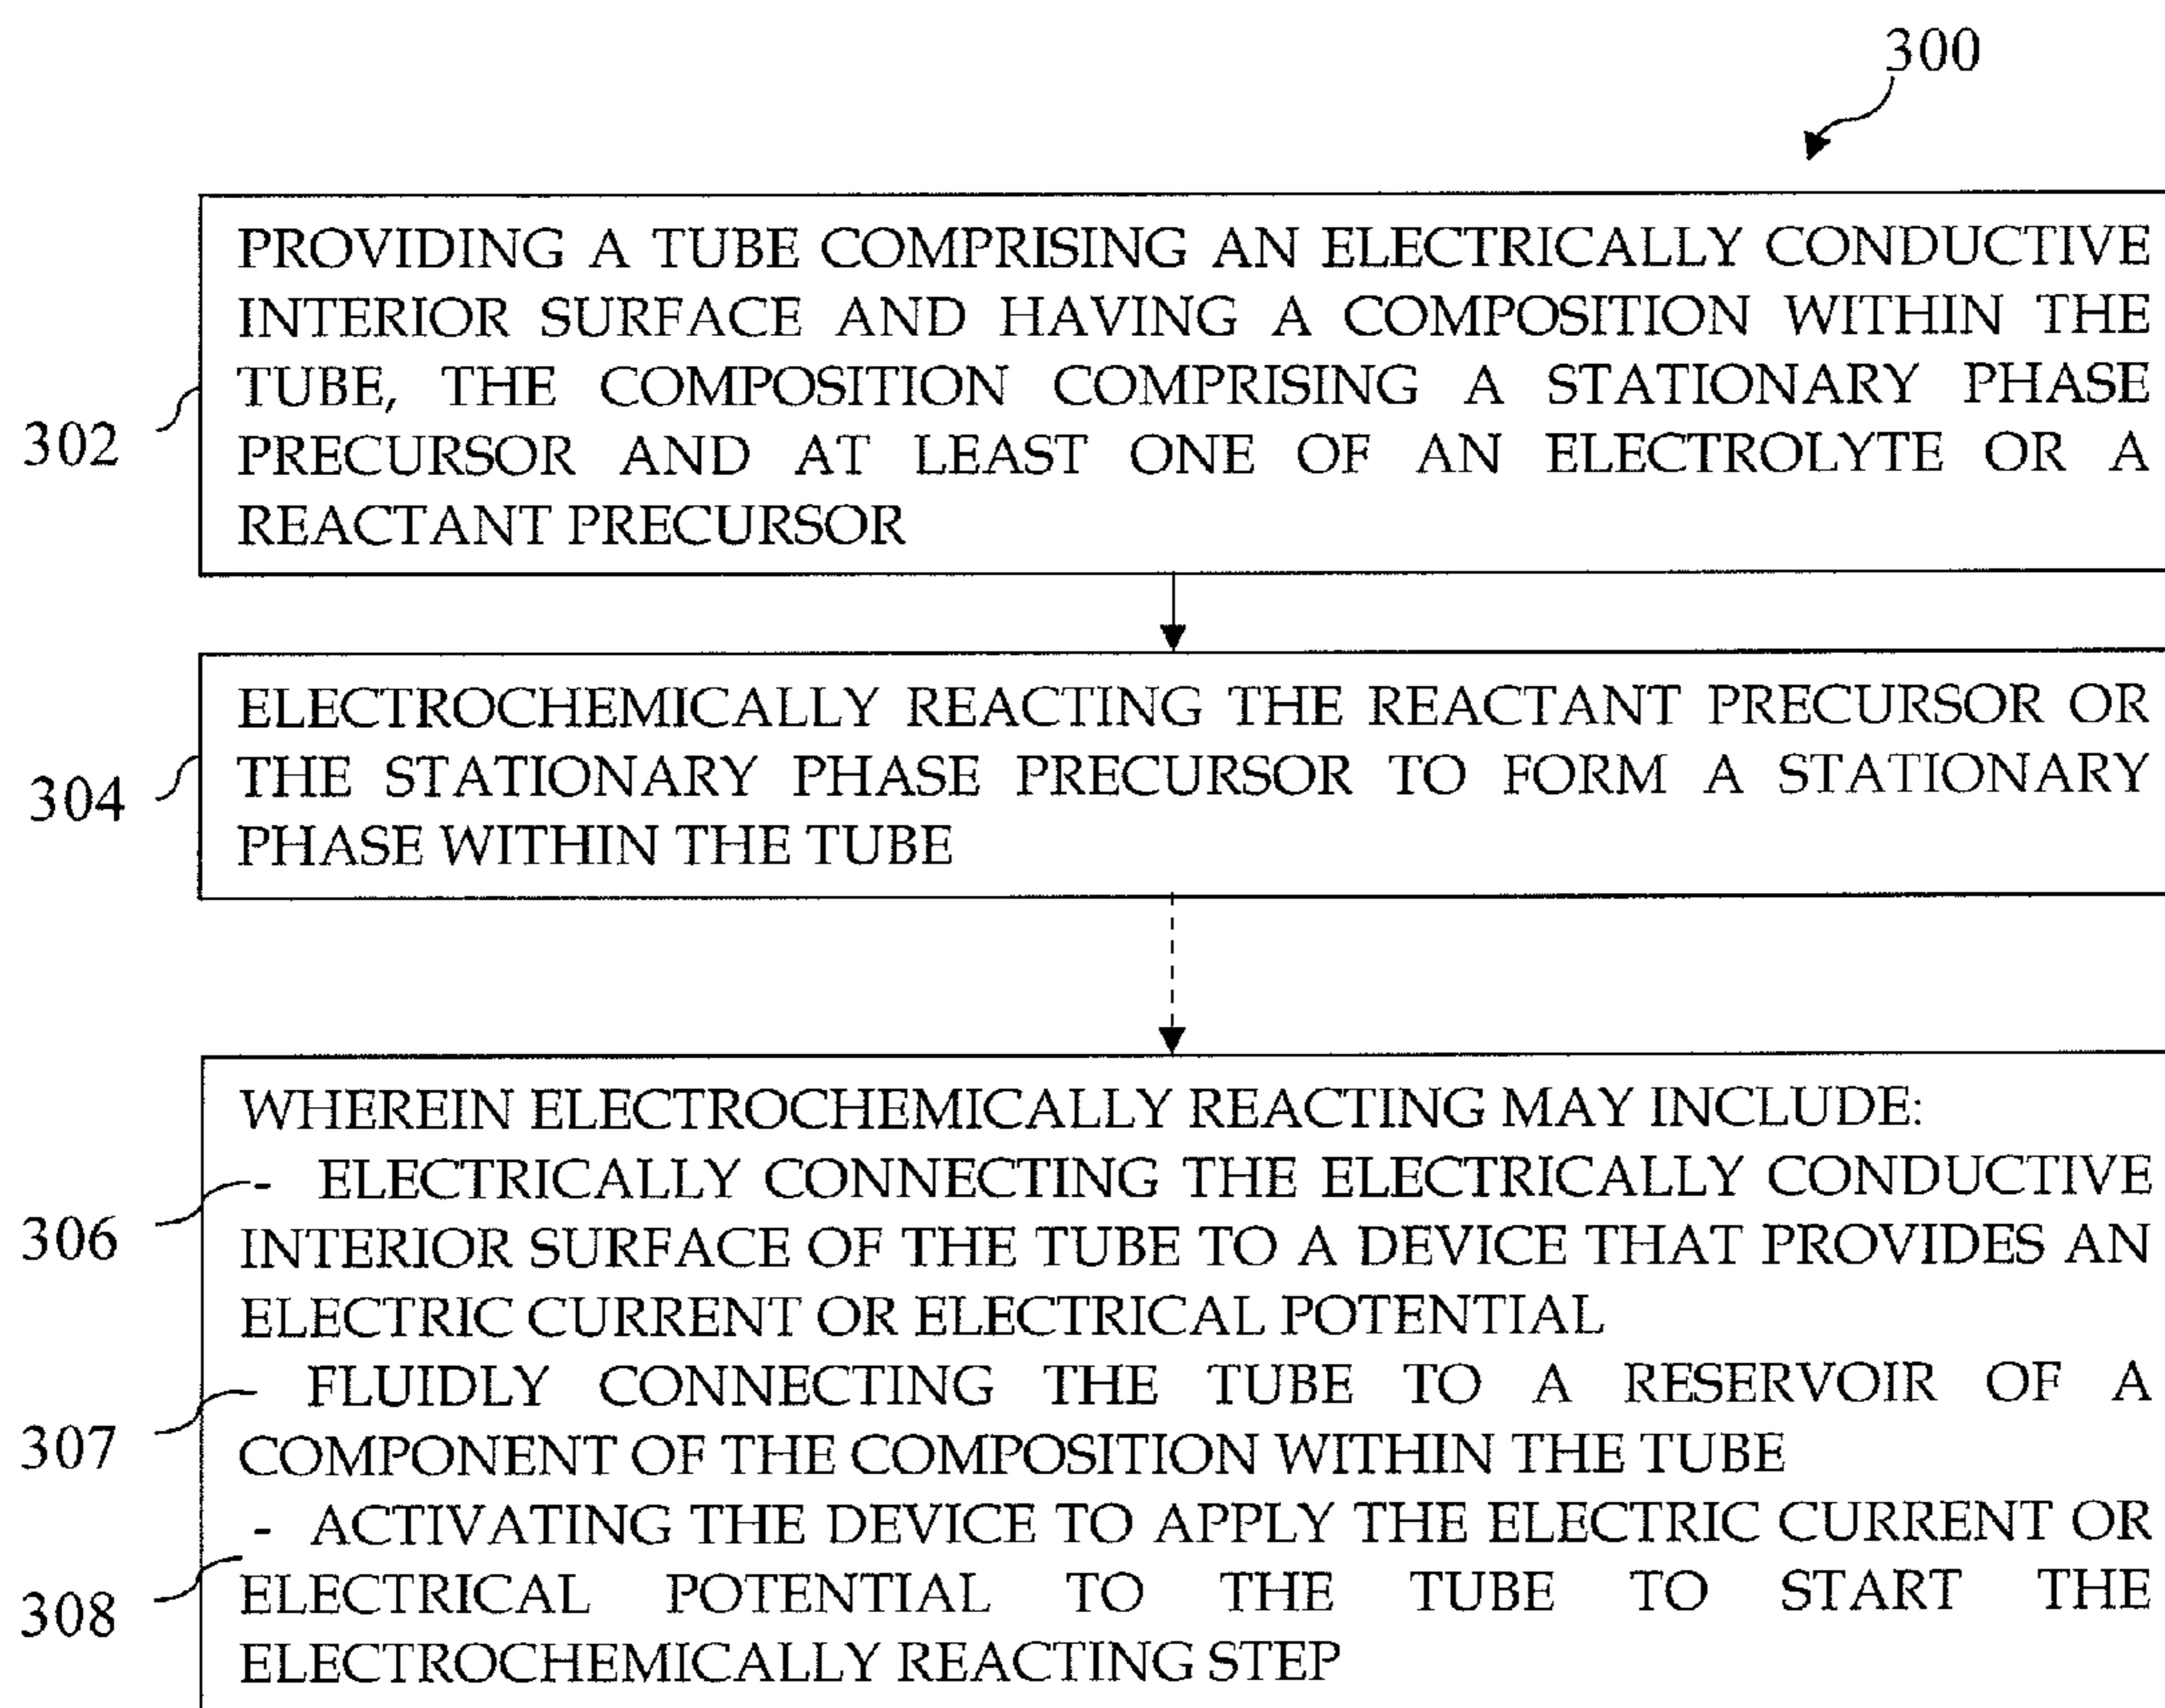 300
PROVIDING A TUBE COMPRISING AN ELECTRICALLY CONDUCTIVE
INTERIOR SURFACE AND HAVING A COMPOSITION WITHIN THE
TUBE, THE COMPOSITION COMPRISING A STATIONARY PHASE
302
PRECURSOR AND AT LEAST ONE OF AN ELECTROLYTE OR A
REACTANT PRECURSOR
ELECTROCHEMICALLY REACTING THE REACTANT PRECURSOR OR
THE STATIONARY PHASE PRECURSOR TO FORM A STATIONARY
304
PHASE WITHIN THE TUBE
WHEREIN ELECTROCHEMICALLY REACTING MAY INCLUDE:
- ELECTRICALLY CONNECTING THE ELECTRICALLY CONDUCTIVE
306
INTERIOR SURFACE OF THE TUBE TO A DEVICE THAT PROVIDES AN
ELECTRIC CURRENT OR ELECTRICAL POTENTIAL
- FLUIDLY CONNECTING THE TUBE TO A RESERVOIR OF A
307
COMPONENT OF THE COMPOSITION WITHIN THE TUBE
- ACTIVATING THE DEVICE TO APPLY THE ELECTRIC CURRENT OR
308
ELECTRICAL POTENTIAL TO THE TUBE TO START THE
ELECTROCHEMICALLY REACTING STEP